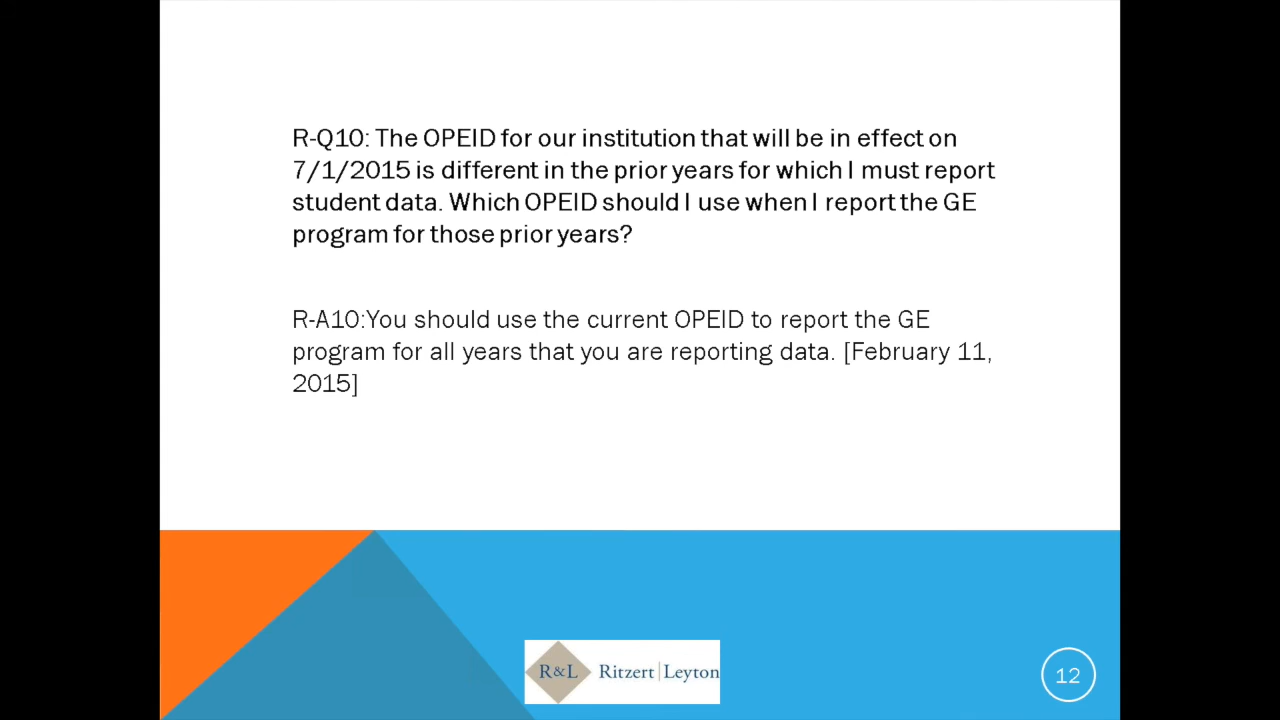 R-Q10: The OPEID for our institution that will be in effect on
7/1/2015 is different in the prior years for which I must report
student data. Which OPEID should I use when I report the GE
program for those prior years?
R-A10:You should use the current OPEID to report the GE
program for all years that you are reporting data. [February 11,
2015]
R&L Ritzert|Leyton
12